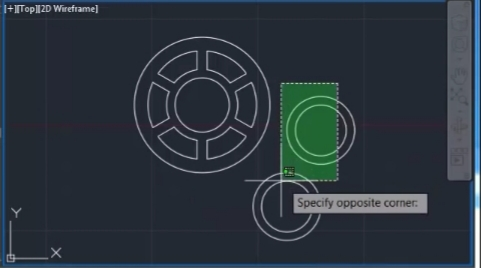 [+][Top][2D Wireframe]
Specify opposite corner:
Y
X